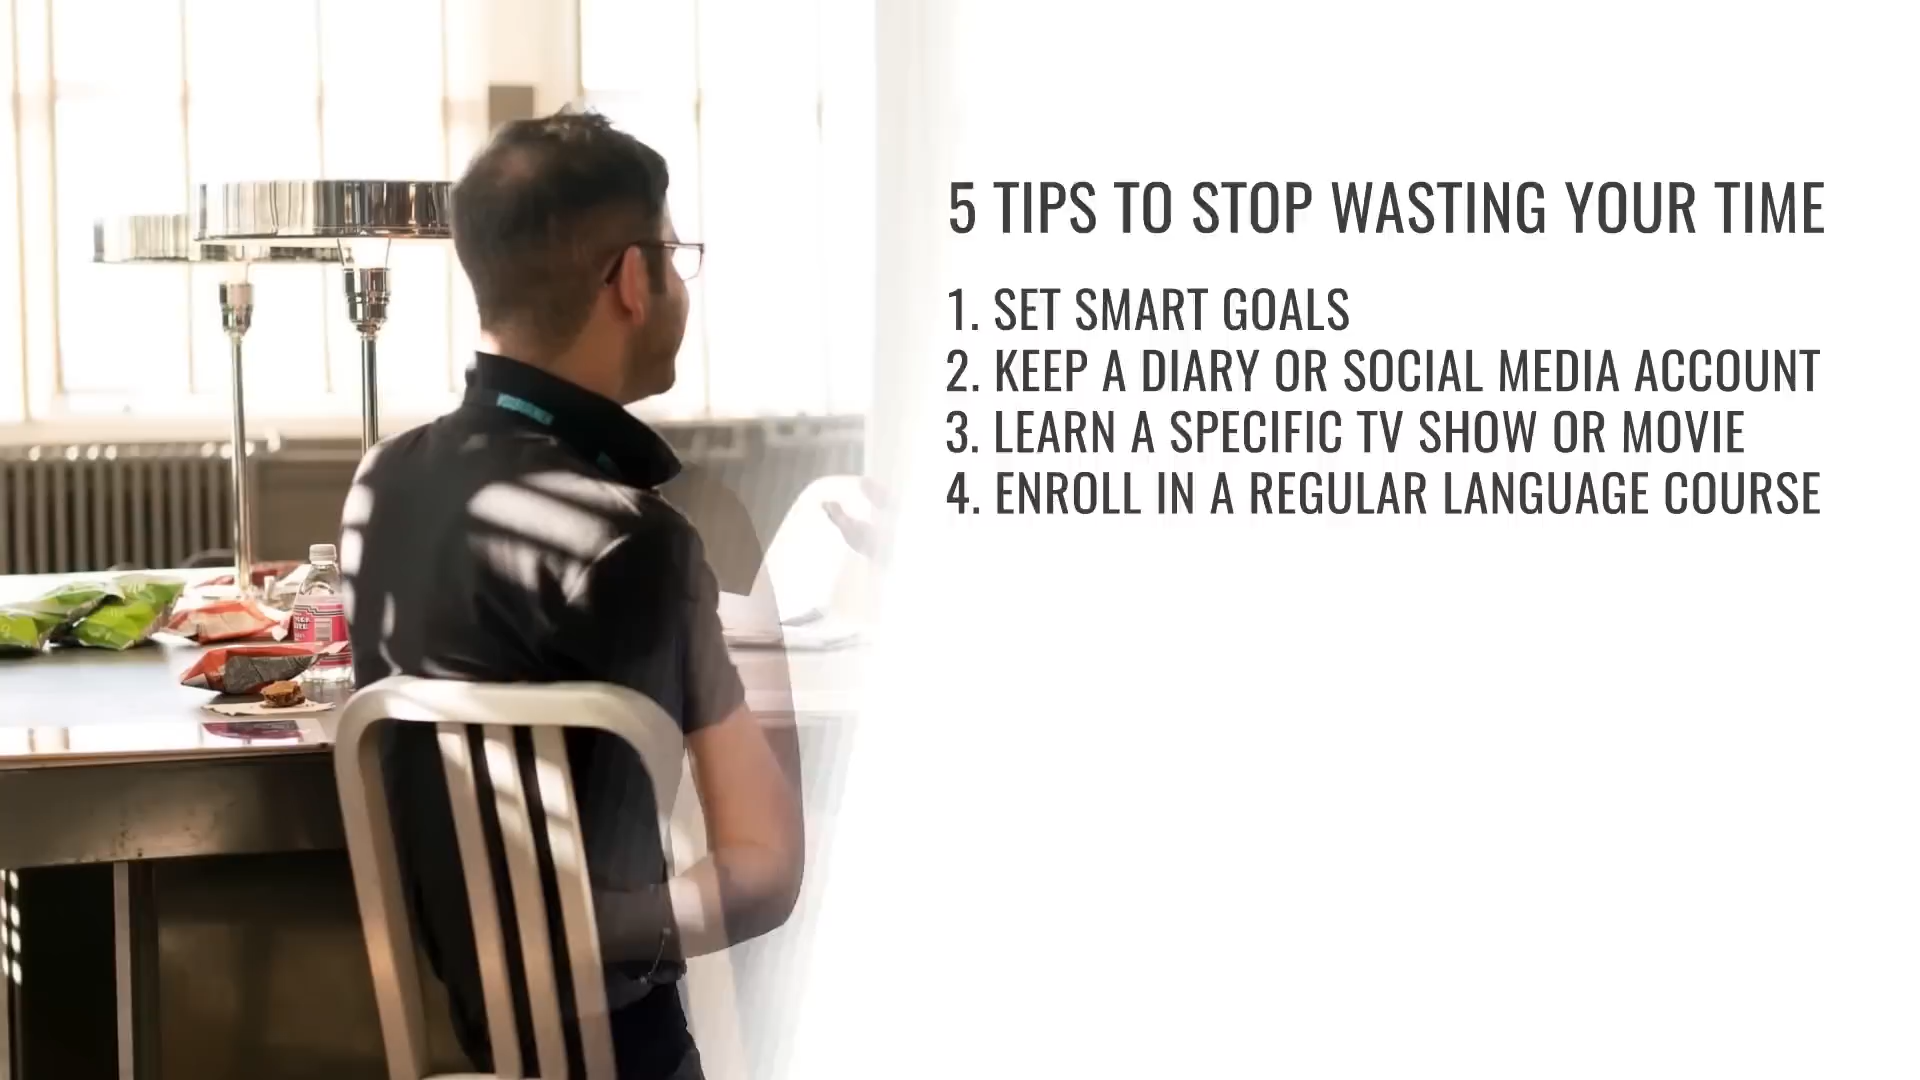 5 TIPS TO STOP WASTING YOUR TIME
1. SET SMART GOALS
2. KEEP A DIARY OR SOCIAL MEDIA ACCOUNT
3. LEARN A SPECIFIC TV SHOW OR MOVIE
4. ENROLL IN A REGULAR LANGUAGE COURSE